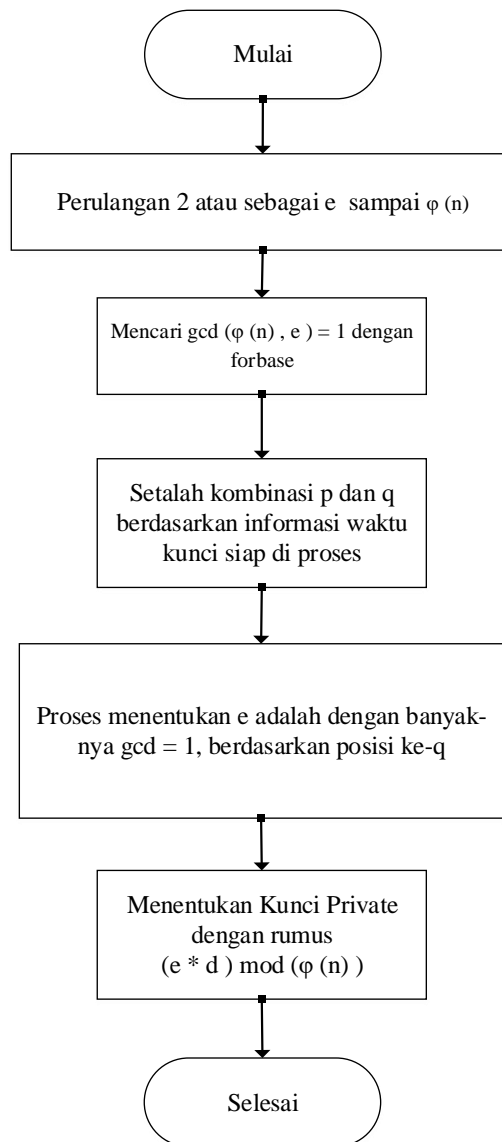 Mulai
Perulangan 2 atau sebagai e sampai φ (n)
Mencari gcd (φ (n) , e ) = 1 dengan
forbase
Setalah kombinasi p dan q
berdasarkan informasi waktu
kunci siap di proses
Proses menentukan e adalah dengan banyak-
nya gcd = 1, berdasarkan posisi ke-q
Menentukan Kunci Private
dengan rumus
(e * d ) mod (φ (n) )
Selesai